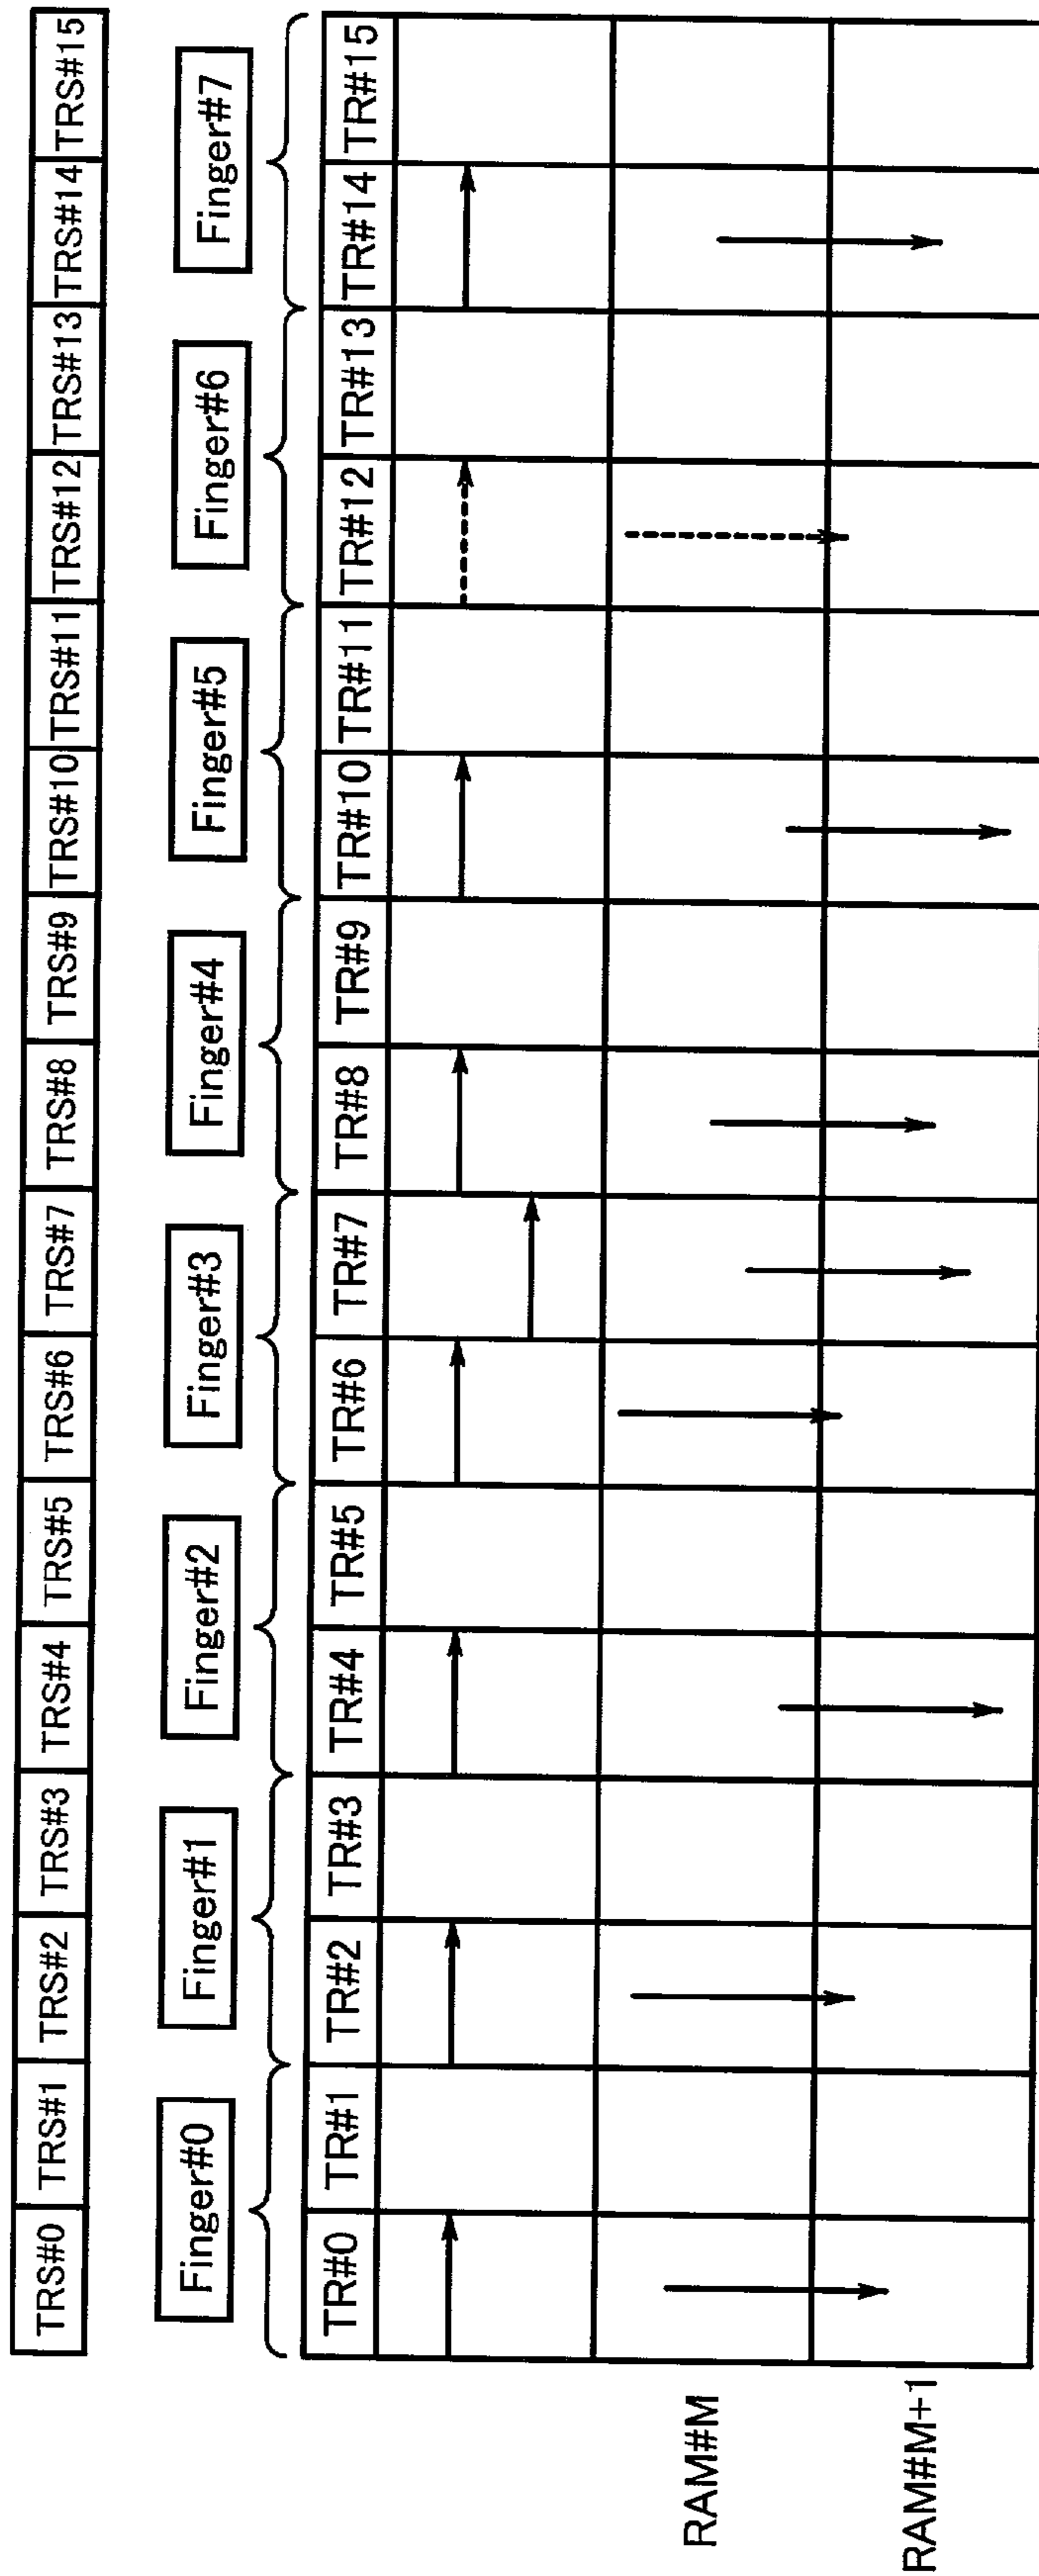 TRS#0 TRS#1 TRS#2 TRS#3 TRS#4 TRS#5 TRS#6 TRS#7 TRS#8 TRS#9 TRS#10 TRS#11 TRS#12 TRS#13 TRS#14 TRS#15
Finger#0 Finger#1 Finger#2 Finger#3 Finger#4 Finger#5 Finger#6 Finger#7
TR#0 TR#1 TR#2 TR#3 TR#4 TR#5 TR#6 TR#7 TR#8 TR#9 TR#10 TR#11 TR#12 TR#13 TR#14 TR#15
RAM#M
RAM#M+1